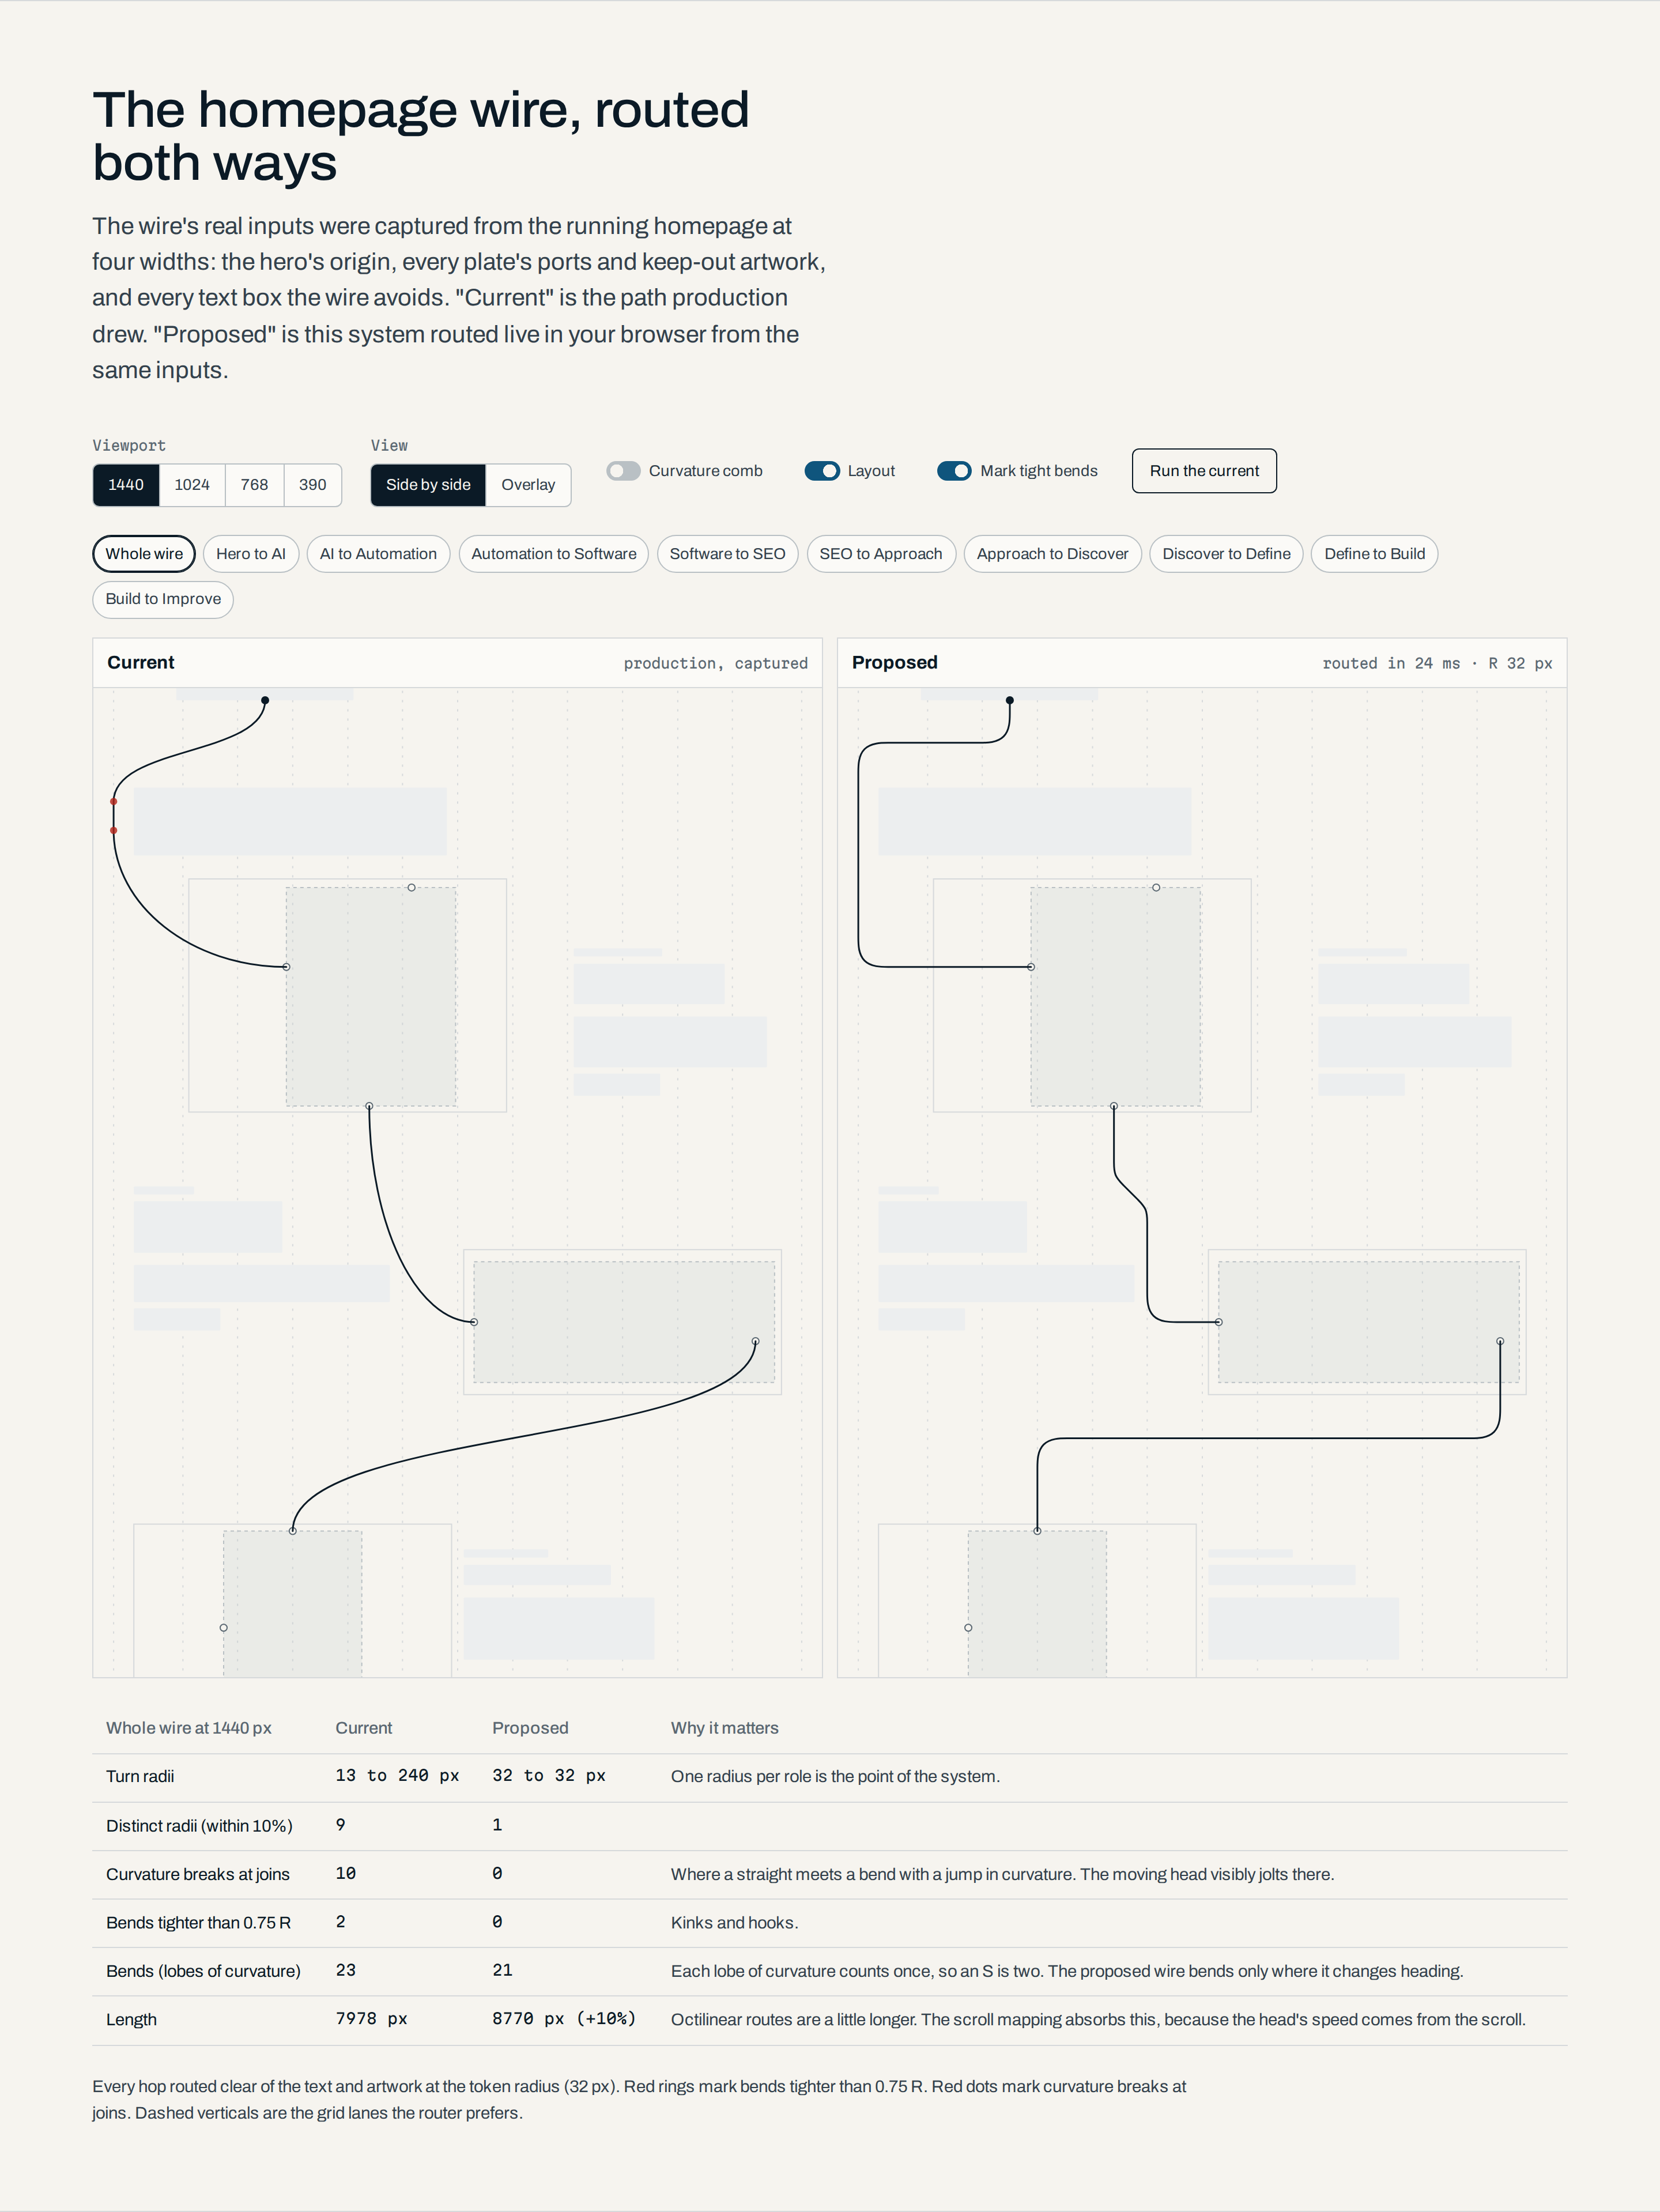 The homepage wire, routed
both ways
The wire's real inputs were captured from the running homepage at
four widths: the hero's origin, every plate's ports and keep-out artwork,
and every text box the wire avoids. "Current" is the path production
drew. "Proposed" is this system routed live in your browser from the
same inputs.
Viewport
View
1440 1024 768 390
Side by side Overlay
Curvature comb
Layout
Mark tight bends
Run the current
Whole wire Hero to AI AI to Automation Automation to Software Software to SEO SEO to Approach Approach to Discover Discover to Define Define to Build
Build to Improve
Current production, captured
Proposed routed in 24 ms · R 32 px
Whole wire at 1440 px Current Proposed Why it matters
Turn radii 13 to 240 px 32 to 32 px One radius per role is the point of the system.
Distinct radii (within 10%) 9 1
Curvature breaks at joins 10 0 Where a straight meets a bend with a jump in curvature. The moving head visibly jolts there.
Bends tighter than 0.75 R 2 0 Kinks and hooks.
Bends (lobes of curvature) 23 21 Each lobe of curvature counts once, so an S is two. The proposed wire bends only where it changes heading.
Length 7978 px 8770 px (+10%) Octilinear routes are a little longer. The scroll mapping absorbs this, because the head's speed comes from the scroll.
Every hop routed clear of the text and artwork at the token radius (32 px). Red rings mark bends tighter than 0.75 R. Red dots mark curvature breaks at
joins. Dashed verticals are the grid lanes the router prefers.